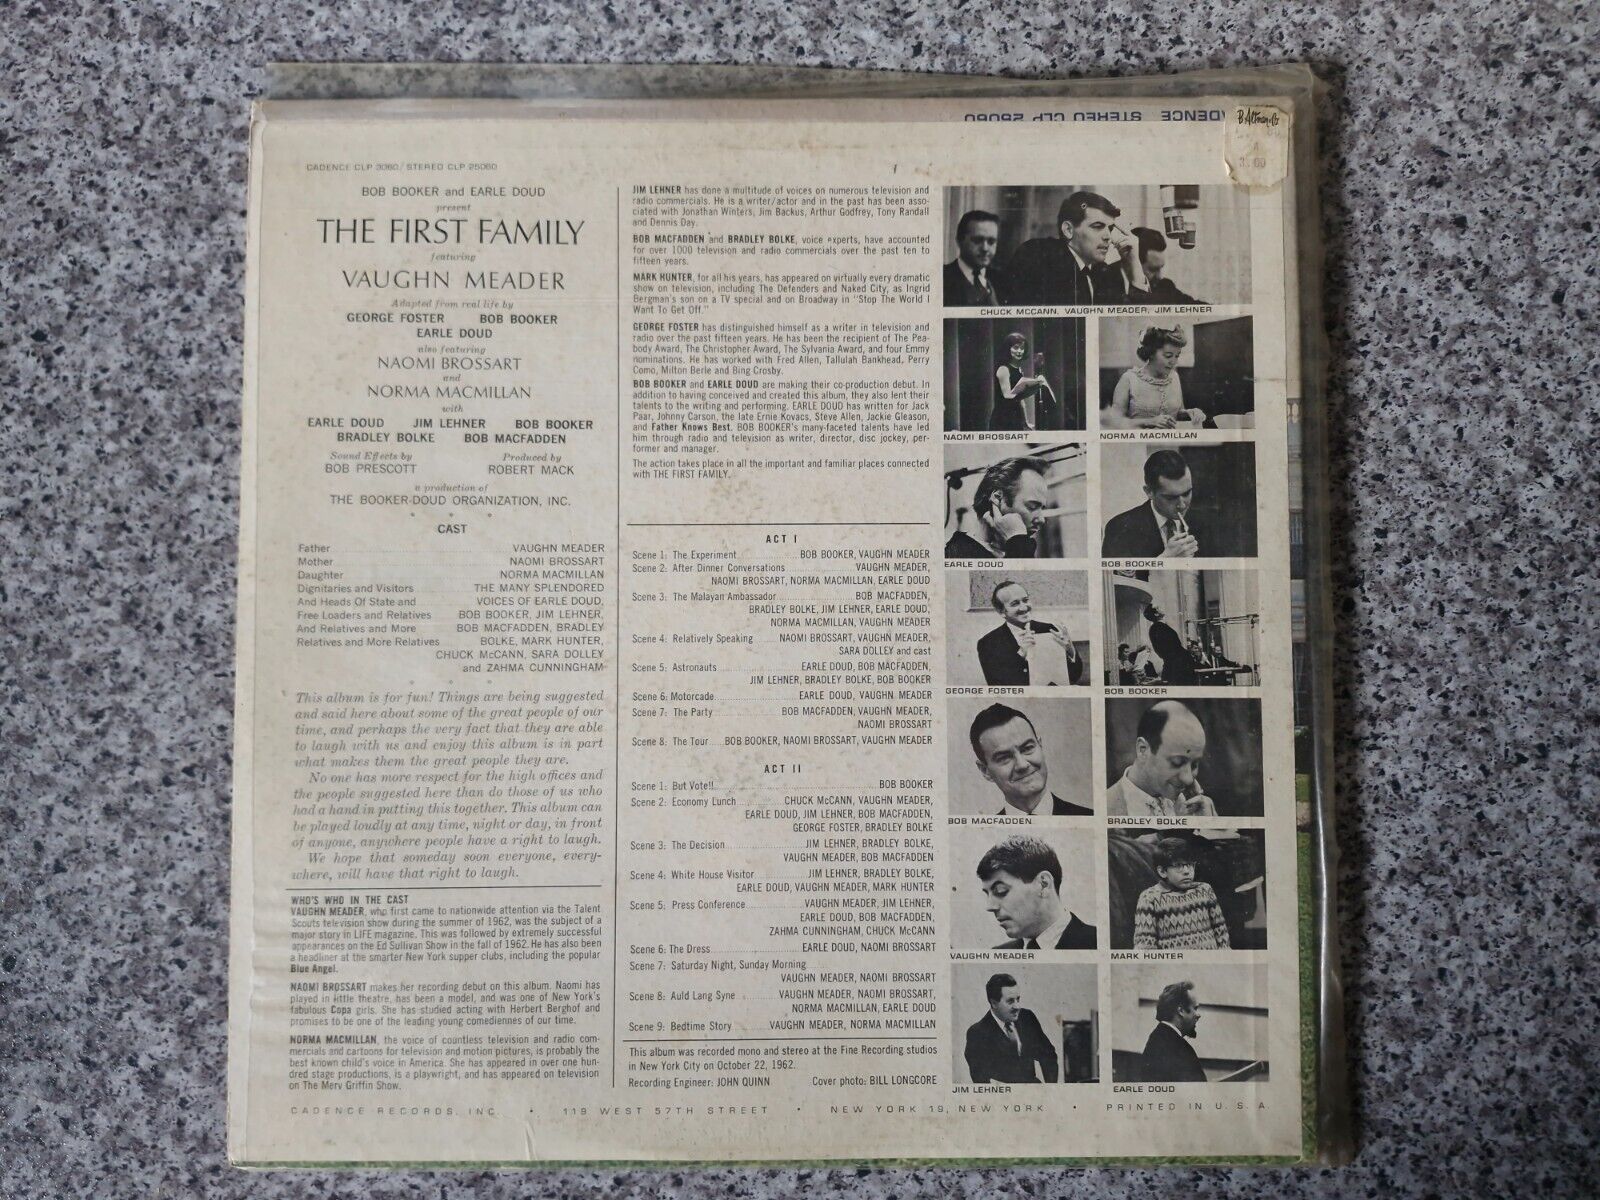 CADENCE STEREO CLP 25060
B. Altman & Co
A
3.00
CADENCE CLP 3060/STEREO CLP 25060
BOB BOOKER and EARLE DOUD
present
THE FIRST FAMILY
featuring
VAUGHN MEADER
Adapted from real life by
GEORGE FOSTER BOB BOOKER
EARLE DOUD
also featuring
NAOMI BROSSART
and
NORMA MACMILLAN
with
EARLE DOUD JIM LEHNER BOB BOOKER
BRADLEY BOLKE BOB MACFADDEN
Sound Effects by Produced by
BOB PRESCOTT ROBERT MACK
a production of
THE BOOKER-DOUD ORGANIZATION, INC.
* * *
CAST
Father VAUGHN MEADER
Mother NAOMI BROSSART
Daughter NORMA MACMILLAN
Dignitaries and Visitors THE MANY SPLENDORED
And Heads Of State and VOICES OF EARLE DOUD,
Free Loaders and Relatives BOB BOOKER, JIM LEHNER,
And Relatives and More BOB MACFADDEN, BRADLEY
Relatives and More Relatives BOLKE, MARK HUNTER,
CHUCK McCANN, SARA DOLLEY
and ZAHMA CUNNINGHAM
* * *
This album is for fun! Things are being suggested
and said here about some of the great people of our
time, and perhaps the very fact that they are able
to laugh with us and enjoy this album is in part
what makes them the great people they are.
No one has more respect for the high offices and
the people suggested here than do those of us who
had a hand in putting this together. This album can
be played loudly at any time, night or day, in front
of anyone, anywhere people have a right to laugh.
We hope that someday soon everyone, every-
where, will have that right to laugh.
WHO'S WHO IN THE CAST
VAUGHN MEADER, who first came to nationwide attention via the Talent
Scouts television show during the summer of 1962, was the subject of a
major story in LIFE magazine. This was followed by extremely successful
appearances on the Ed Sullivan Show in the fall of 1962. He has also been
a headliner at the smarter New York supper clubs, including the popular
Blue Angel.
NAOMI BROSSART makes her recording debut on this album. Naomi has
played in little theatre, has been a model, and was one of New York's
fabulous Copa girls. She has studied acting with Herbert Berghof and
promises to be one of the leading young comediennes of our time.
NORMA MACMILLAN, the voice of countless television and radio com-
mercials and cartoons for television and motion pictures, is probably the
best known child's voice in America. She has appeared in over one hun-
dred stage productions, is a playwright, and has appeared on television
on The Merv Griffin Show.
JIM LEHNER has done a multitude of voices on numerous television and
radio commercials. He is a writer/actor and in the past has been asso-
ciated with Jonathan Winters, Jim Backus, Arthur Godfrey, Tony Randall
and Dennis Day.
BOB MACFADDEN and BRADLEY BOLKE, voice experts, have accounted
for over 1000 television and radio commercials over the past ten to
fifteen years.
MARK HUNTER, for all his years, has appeared on virtually every dramatic
show on television, including The Defenders and Naked City, as Ingrid
Bergman's son on a TV special and on Broadway in "Stop The World I
Want To Get Off."
GEORGE FOSTER has distinguished himself as a writer in television and
radio over the past fifteen years. He has been the recipient of The Pea-
body Award, The Christopher Award, The Sylvania Award, and four Emmy
nominations. He has worked with Fred Allen, Tallulah Bankhead, Perry
Como, Milton Berle and Bing Crosby.
BOB BOOKER and EARLE DOUD are making their co-production debut. In
addition to having conceived and created this album, they also lent their
talents to the writing and performing. EARLE DOUD has written for Jack
Paar, Johnny Carson, the late Ernie Kovacs, Steve Allen, Jackie Gleason,
and Father Knows Best. BOB BOOKER'S many-faceted talents have led
him through radio and television as writer, director, disc jockey, per-
former and manager.
The action takes place in all the important and familiar places connected
with THE FIRST FAMILY.
ACT I
Scene 1: The Experiment BOB BOOKER, VAUGHN MEADER
Scene 2: After Dinner Conversations VAUGHN MEADER,
NAOMI BROSSART, NORMA MACMILLAN, EARLE DOUD
Scene 3: The Malayan Ambassador BOB MACFADDEN,
BRADLEY BOLKE, JIM LEHNER, EARLE DOUD,
NORMA MACMILLAN, VAUGHN MEADER
Scene 4: Relatively Speaking NAOMI BROSSART, VAUGHN MEADER,
SARA DOLLEY and cast
Scene 5: Astronauts EARLE DOUD, BOB MACFADDEN,
JIM LEHNER, BRADLEY BOLKE, BOB BOOKER
Scene 6: Motorcade EARLE DOUD, VAUGHN MEADER
Scene 7: The Party BOB MACFADDEN, VAUGHN MEADER,
NAOMI BROSSART
Scene 8: The Tour BOB BOOKER, NAOMI BROSSART, VAUGHN MEADER
ACT II
Scene 1: But Vote!! BOB BOOKER
Scene 2: Economy Lunch CHUCK McCANN, VAUGHN MEADER,
EARLE DOUD, JIM LEHNER, BOB MACFADDEN,
GEORGE FOSTER, BRADLEY BOLKE
Scene 3: The Decision JIM LEHNER, BRADLEY BOLKE,
VAUGHN MEADER, BOB MACFADDEN
Scene 4: White House Visitor JIM LEHNER, BRADLEY BOLKE,
EARLE DOUD, VAUGHN MEADER, MARK HUNTER
Scene 5: Press Conference VAUGHN MEADER, JIM LEHNER,
EARLE DOUD, BOB MACFADDEN,
ZAHMA CUNNINGHAM, CHUCK McCANN
Scene 6: The Dress EARLE DOUD, NAOMI BROSSART
Scene 7: Saturday Night, Sunday Morning
VAUGHN MEADER, NAOMI BROSSART
Scene 8: Auld Lang Syne VAUGHN MEADER, NAOMI BROSSART,
NORMA MACMILLAN, EARLE DOUD
Scene 9: Bedtime Story VAUGHN MEADER, NORMA MACMILLAN
This album was recorded mono and stereo at the Fine Recording studios
in New York City on October 22, 1962.
Recording Engineer: JOHN QUINN Cover photo: BILL LONGCORE
CHUCK MCCANN, VAUGHN MEADER, JIM LEHNER
NAOMI BROSSART NORMA MACMILLAN
EARLE DOUD BOB BOOKER
GEORGE FOSTER BOB BOOKER
BOB MACFADDEN BRADLEY BOLKE
VAUGHN MEADER MARK HUNTER
JIM LEHNER EARLE DOUD
CADENCE RECORDS, INC. • 119 WEST 57TH STREET • NEW YORK 19, NEW YORK • PRINTED IN U.S.A.